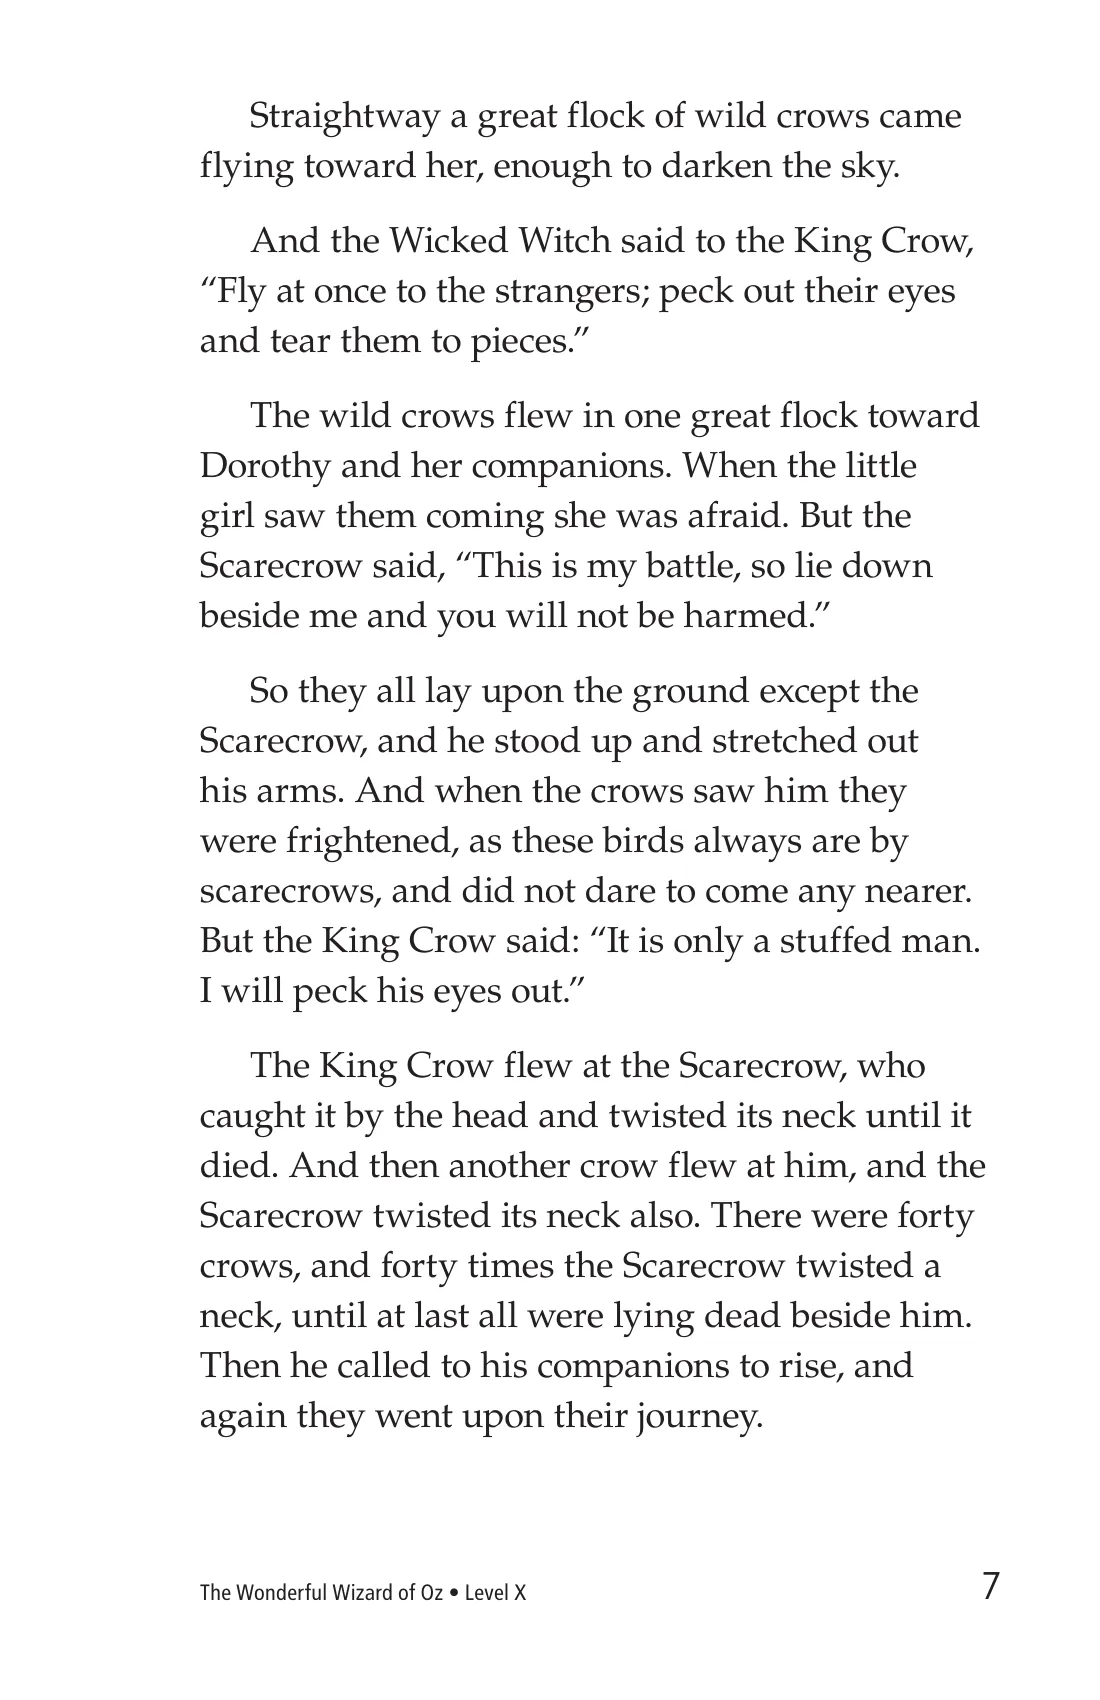 Straightway a great flock of wild crows came
flying toward her, enough to darken the sky.
And the Wicked Witch said to the King Crow,
“Fly at once to the strangers; peck out their eyes
and tear them to pieces.”
The wild crows flew in one great flock toward
Dorothy and her companions. When the little
girl saw them coming she was afraid. But the
Scarecrow said, “This is my battle, so lie down
beside me and you will not be harmed.”
So they all lay upon the ground except the
Scarecrow, and he stood up and stretched out
his arms. And when the crows saw him they
were frightened, as these birds always are by
scarecrows, and did not dare to come any nearer.
But the King Crow said: “It is only a stuffed man.
I will peck his eyes out.”
The King Crow flew at the Scarecrow, who
caught it by the head and twisted its neck until it
died. And then another crow flew at him, and the
Scarecrow twisted its neck also. There were forty
crows, and forty times the Scarecrow twisted a
neck, until at last all were lying dead beside him.
Then he called to his companions to rise, and
again they went upon their journey.
The Wonderful Wizard of Oz • Level X
7